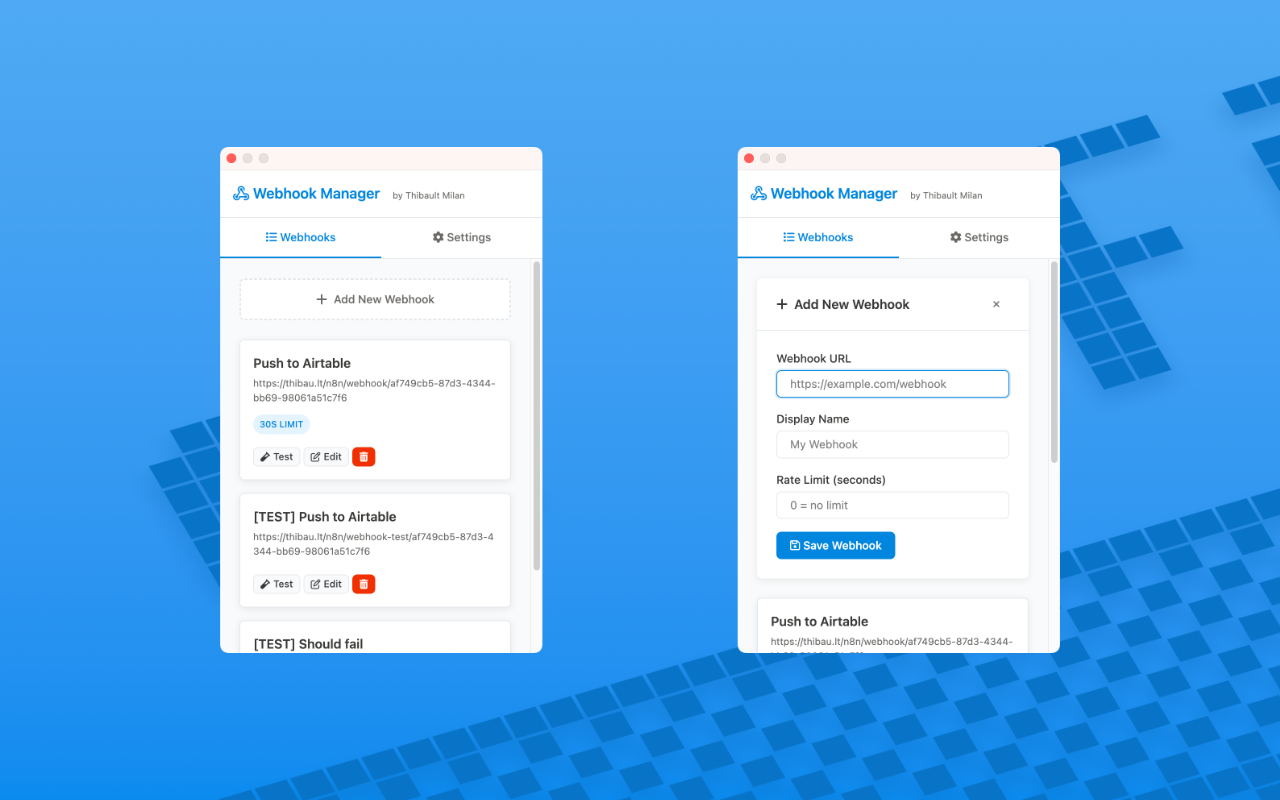 Webhook Manager by Thibault Milan
Webhooks
Settings
Add New Webhook
Push to Airtable
https://thibau.lt/n8n/webhook/af749cb5-87d3-4344-
bb69-98061a51c7f6
30S LIMIT
Test
Edit
[TEST] Push to Airtable
https://thibau.lt/n8n/webhook-test/af749cb5-87d3-4
344-bb69-98061a51c7f6
Test
Edit
[TEST] Should fail
Webhook Manager by Thibault Milan
Webhooks
Settings
Add New Webhook
Webhook URL
https://example.com/webhook
Display Name
My Webhook
Rate Limit (seconds)
0 = no limit
Save Webhook
Push to Airtable
https://thibau.lt/n8n/webhook/af749cb5-87d3-4344-